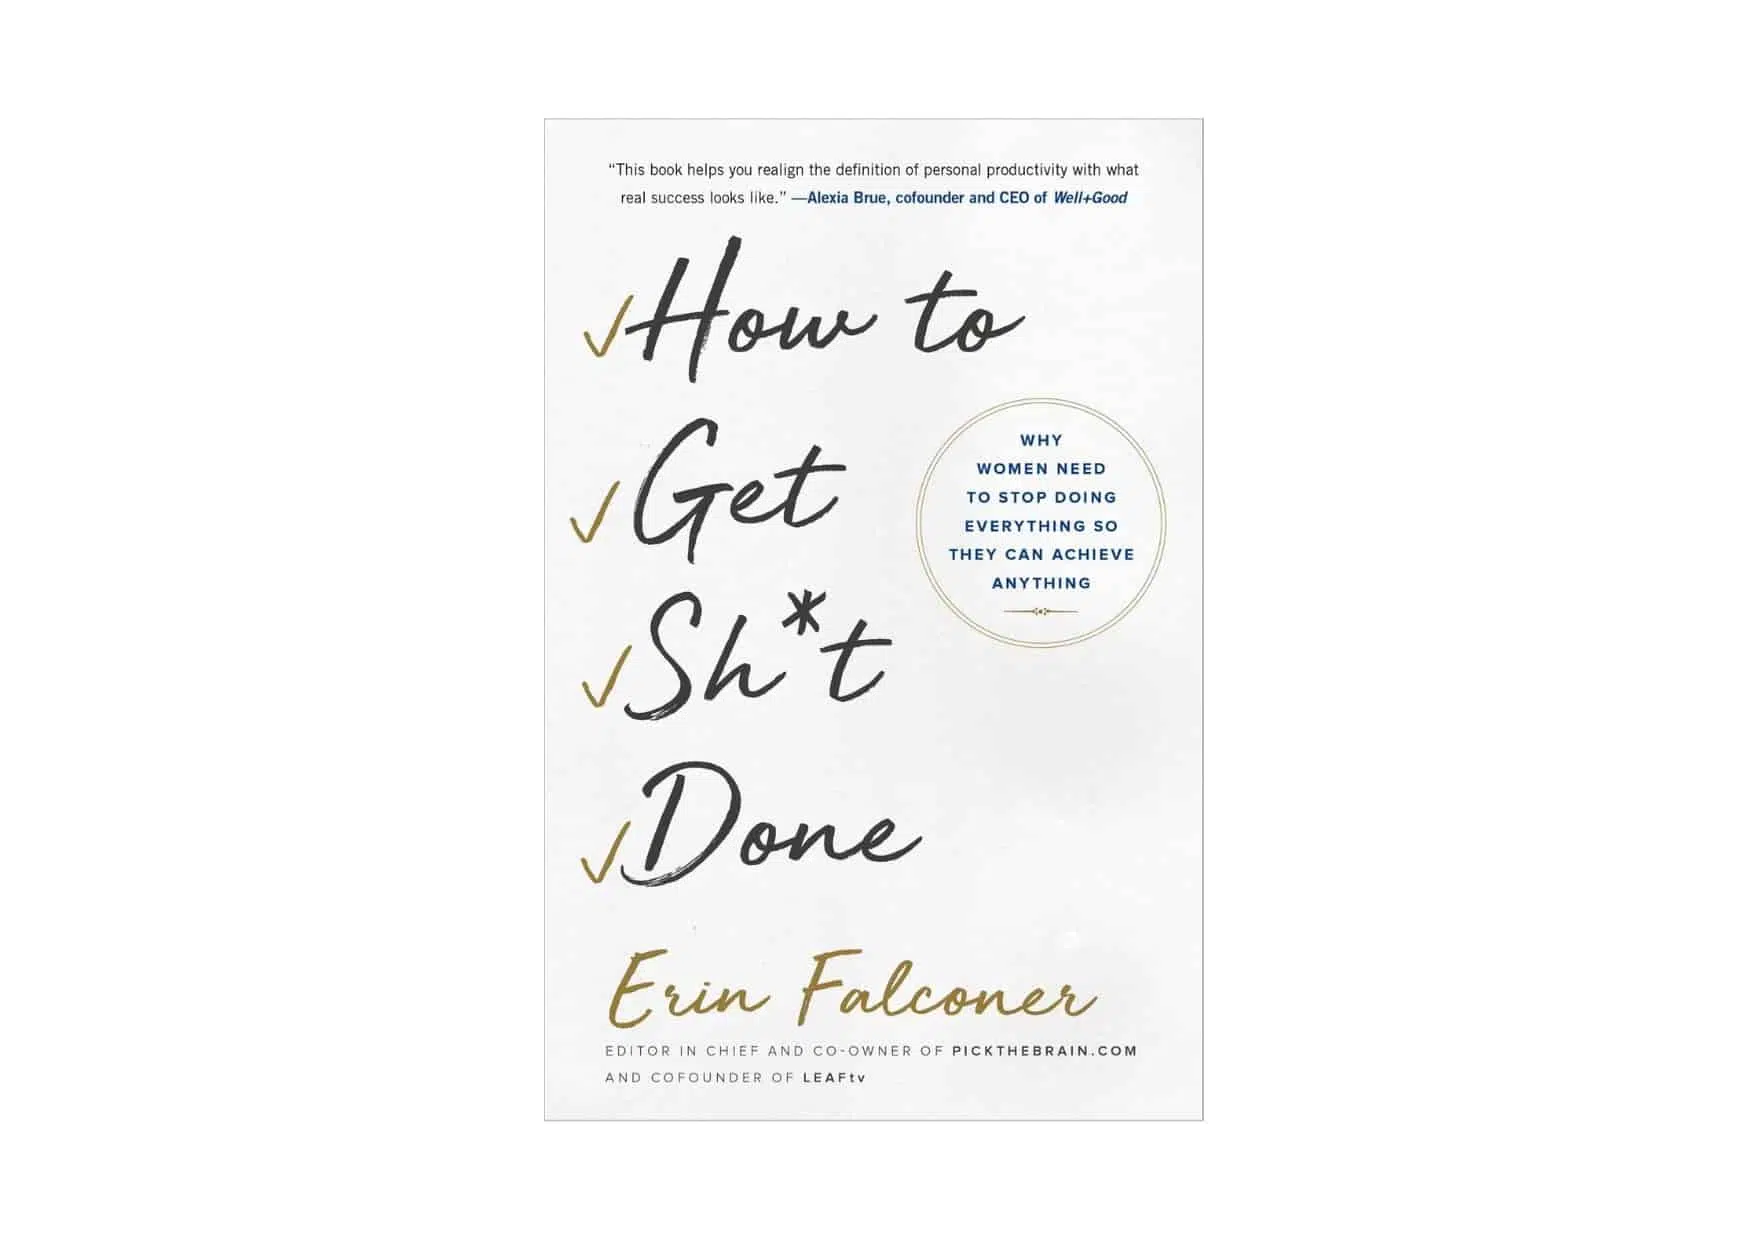 “This book helps you realign the definition of personal productivity with what
real success looks like.” —Alexia Brue, cofounder and CEO of Well+Good
How to
Get
Sh*t
Done
WHY
WOMEN NEED
TO STOP DOING
EVERYTHING SO
THEY CAN ACHIEVE
ANYTHING
Erin Falconer
EDITOR IN CHIEF AND CO-OWNER OF PICKTHEBRAIN.COM
AND COFOUNDER OF LEAFtv